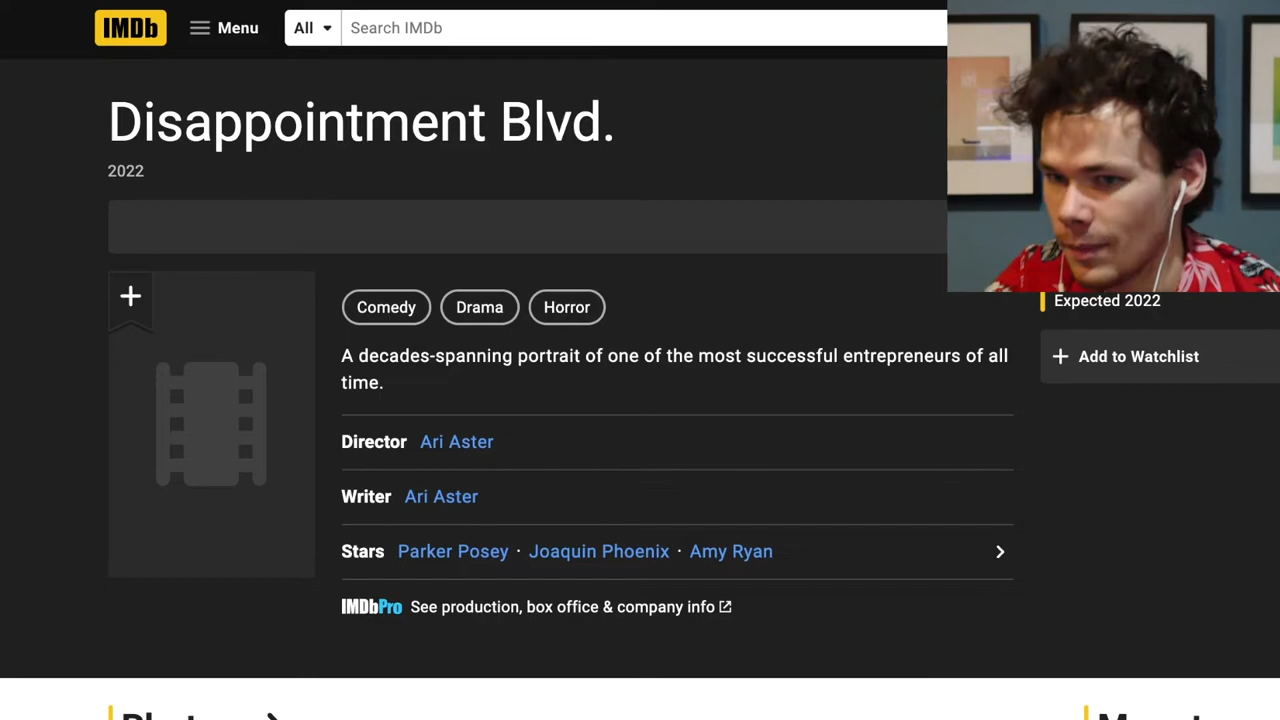 IMDb Menu All Search IMDb
Disappointment Blvd.
2022
Expected 2022
+ Add to Watchlist
Comedy Drama Horror
A decades-spanning portrait of one of the most successful entrepreneurs of all
time.
Director Ari Aster
Writer Ari Aster
Stars Parker Posey · Joaquin Phoenix · Amy Ryan
IMDbPro See production, box office & company info